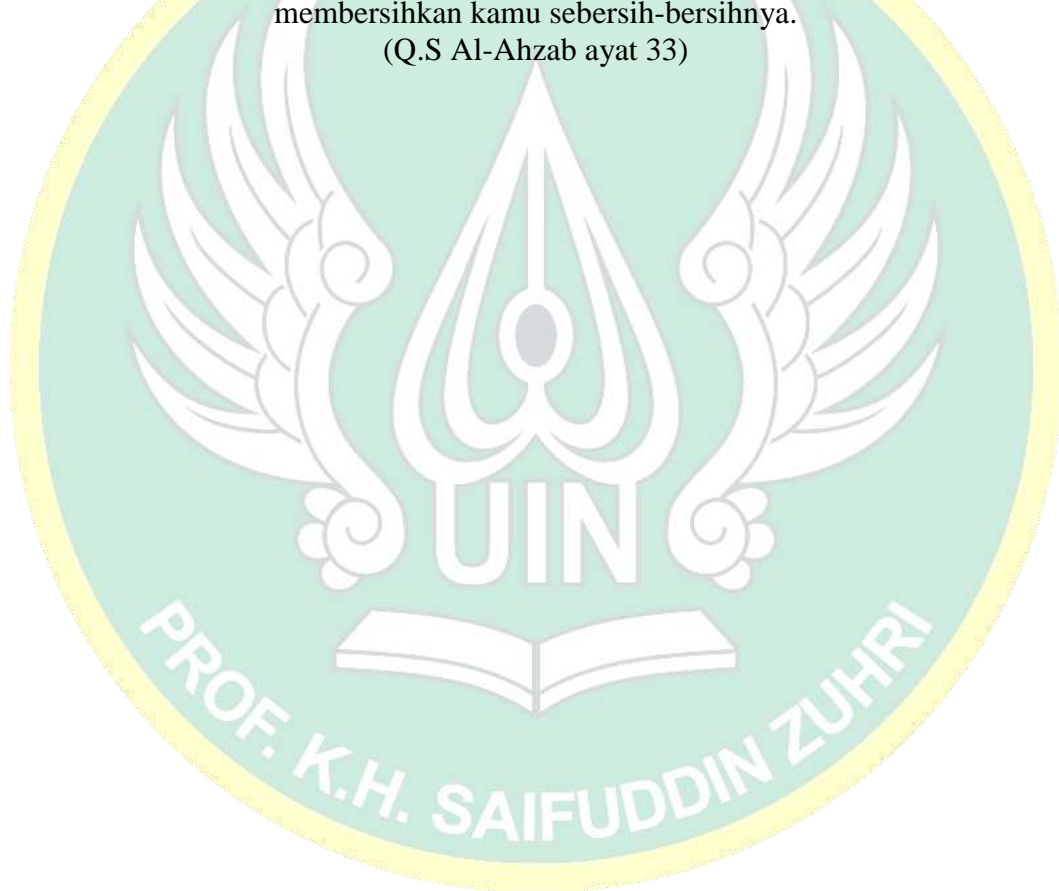 membersihkan kamu sebersih-bersihnya.
(Q.S Al-Ahzab ayat 33)
UIN
PROF. K.H. SAIFUDDIN ZUHRI